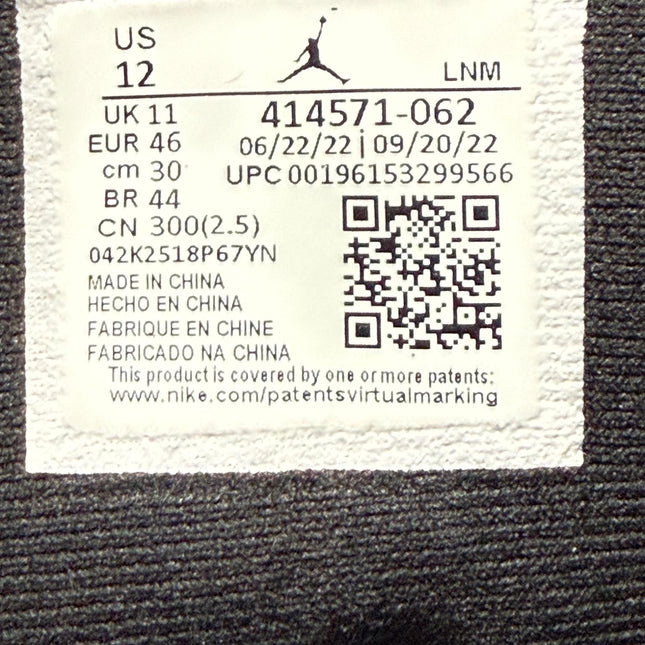 US
12
LNM
UK 11
414571-062
EUR 46
06/22/22 | 09/20/22
cm 30
UPC 00196153299566
BR 44
CN 300(2.5)
042K2518P67YN
MADE IN CHINA
HECHO EN CHINA
FABRIQUE EN CHINE
FABRICADO NA CHINA
This product is covered by one or more patents:
www.nike.com/patentsvirtualmarking